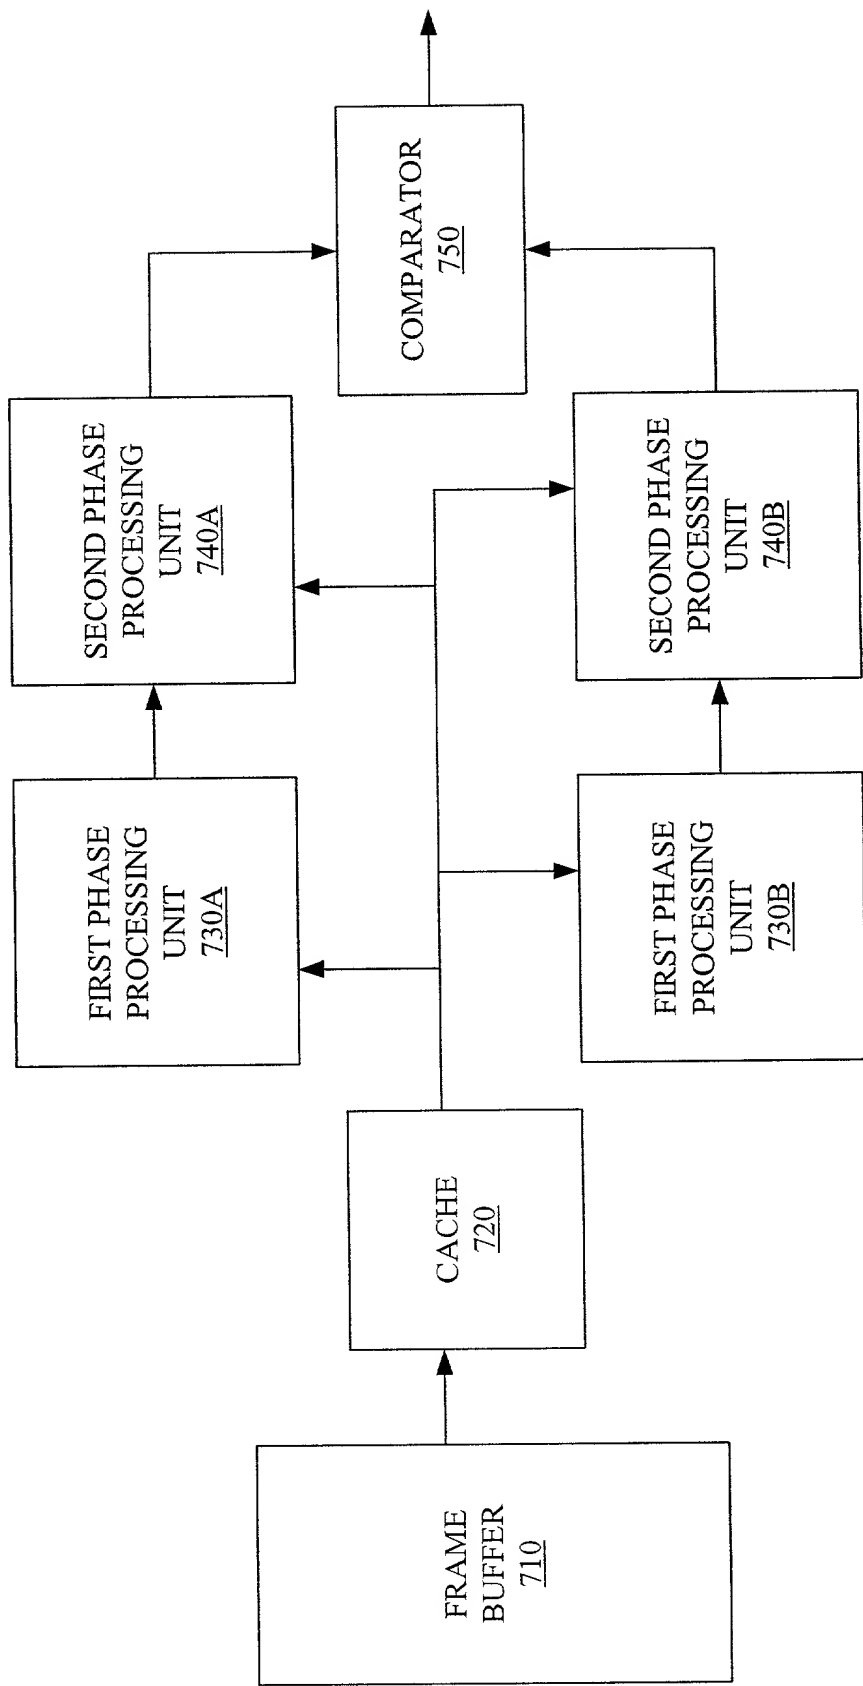 FRAME
BUFFER
710
CACHE
720
FIRST PHASE
PROCESSING
UNIT
730A
FIRST PHASE
PROCESSING
UNIT
730B
SECOND PHASE
PROCESSING
UNIT
740A
SECOND PHASE
PROCESSING
UNIT
740B
COMPARATOR
750